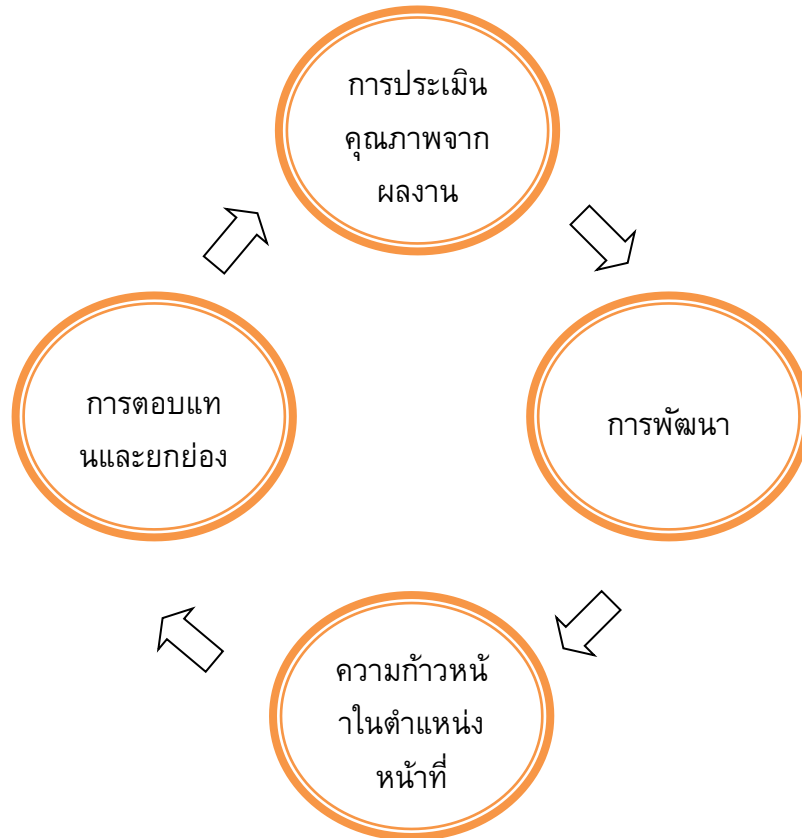 การประเมิน
คุณภาพจาก
ผลงาน
การตอบแท
นและยกย่อง
การพัฒนา
ความก้าวหน้
าในตำแหน่ง
หน้าที่